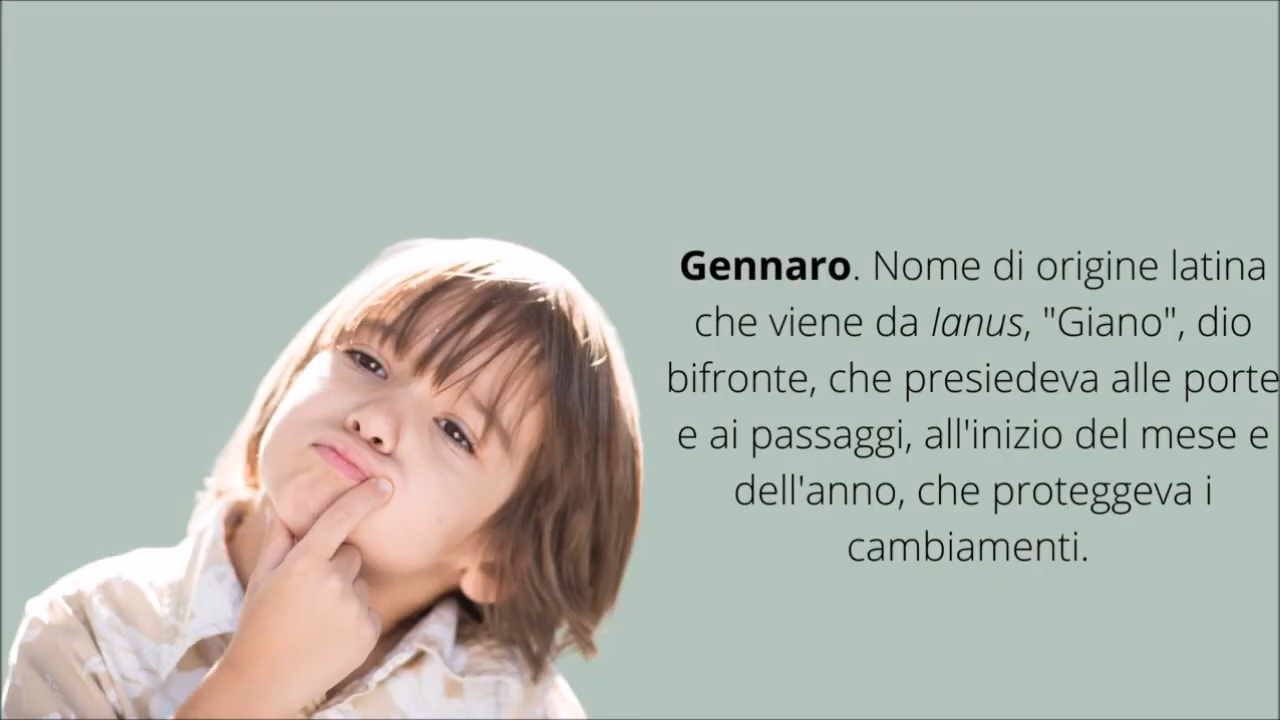 Gennaro. Nome di origine latina
che viene da Ianus, "Giano", dio
bifronte, che presiedeva alle porte
e ai passaggi, all'inizio del mese e
dell'anno, che proteggeva i
cambiamenti.